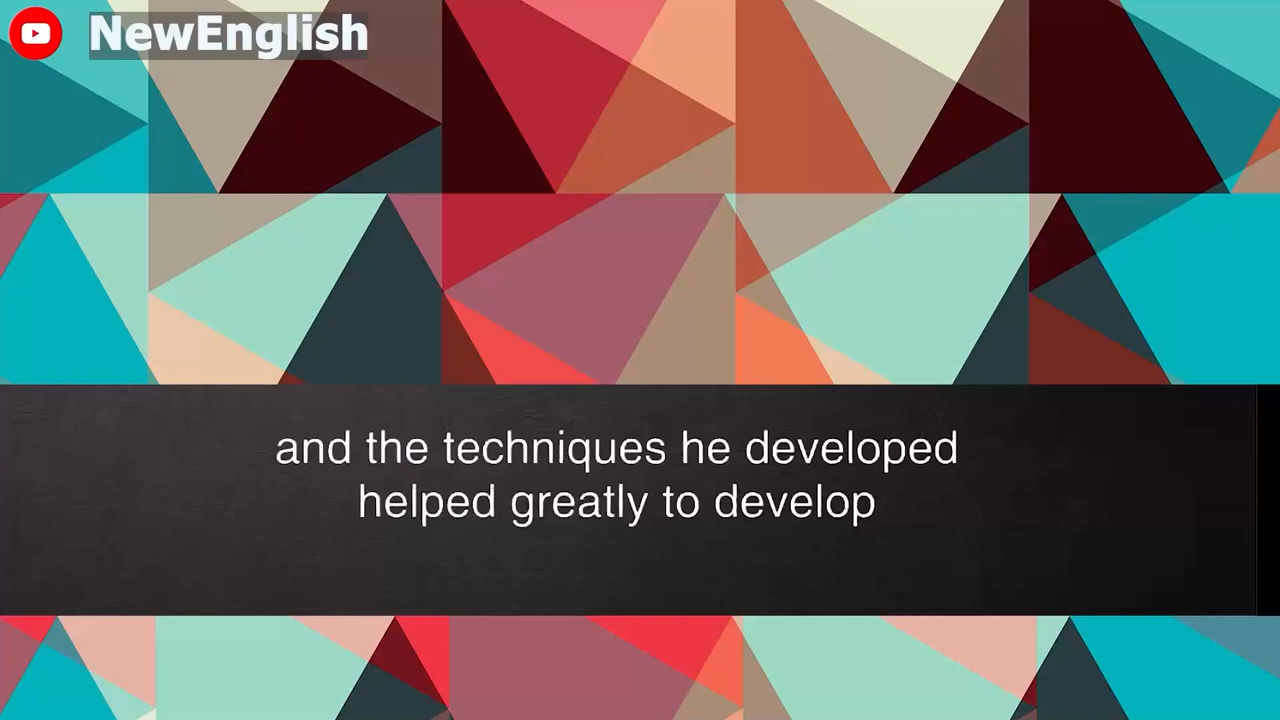 NewEnglish
and the techniques he developed
helped greatly to develop